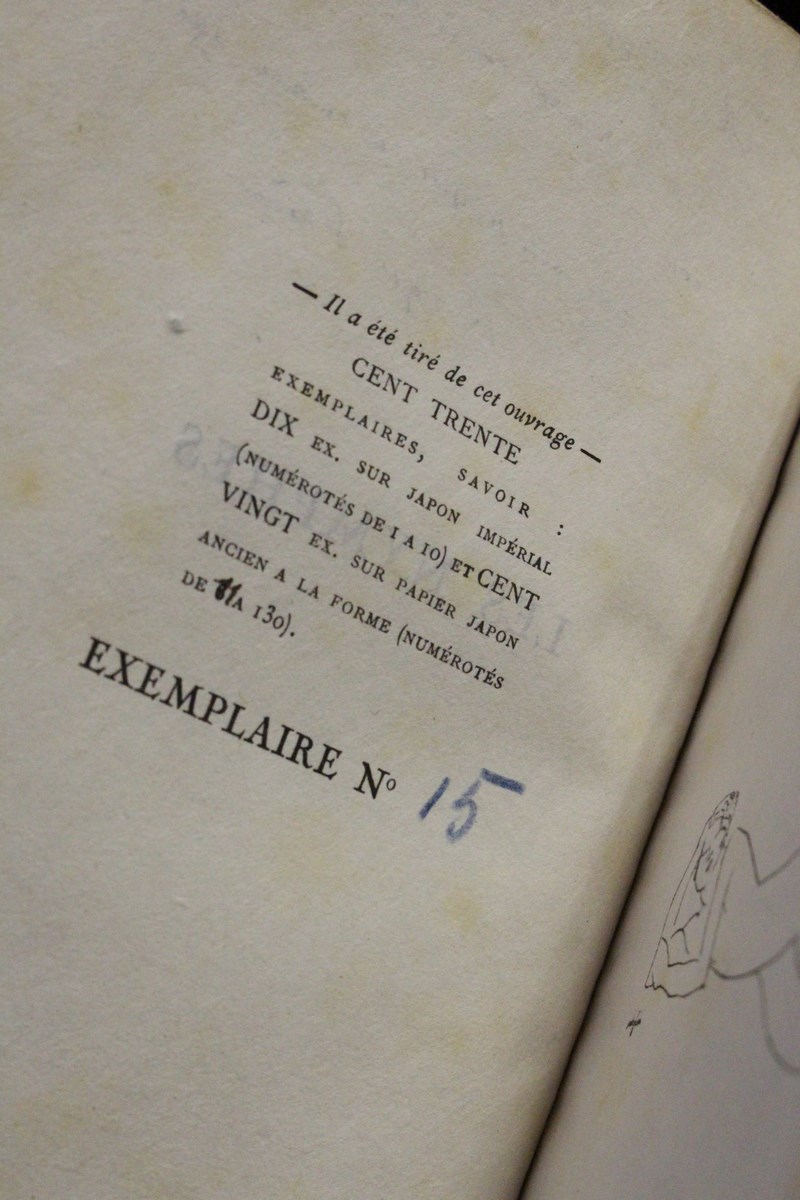 — Il a été tiré de cet ouvrage —
CENT TRENTE
EXEMPLAIRES, SAVOIR :
DIX EX. SUR JAPON IMPÉRIAL
(NUMÉROTÉS DE I A IO) ET CENT
VINGT EX. SUR PAPIER JAPON
ANCIEN A LA FORME (NUMÉROTÉS
DE 11 A 130).
EXEMPLAIRE Nº 15